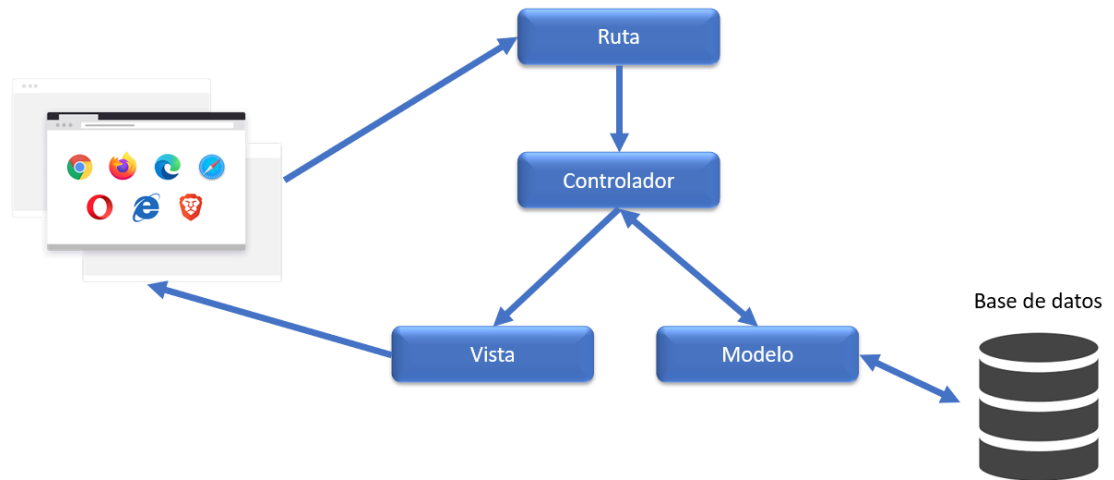 Ruta
Controlador
Base de datos
Vista
Modelo